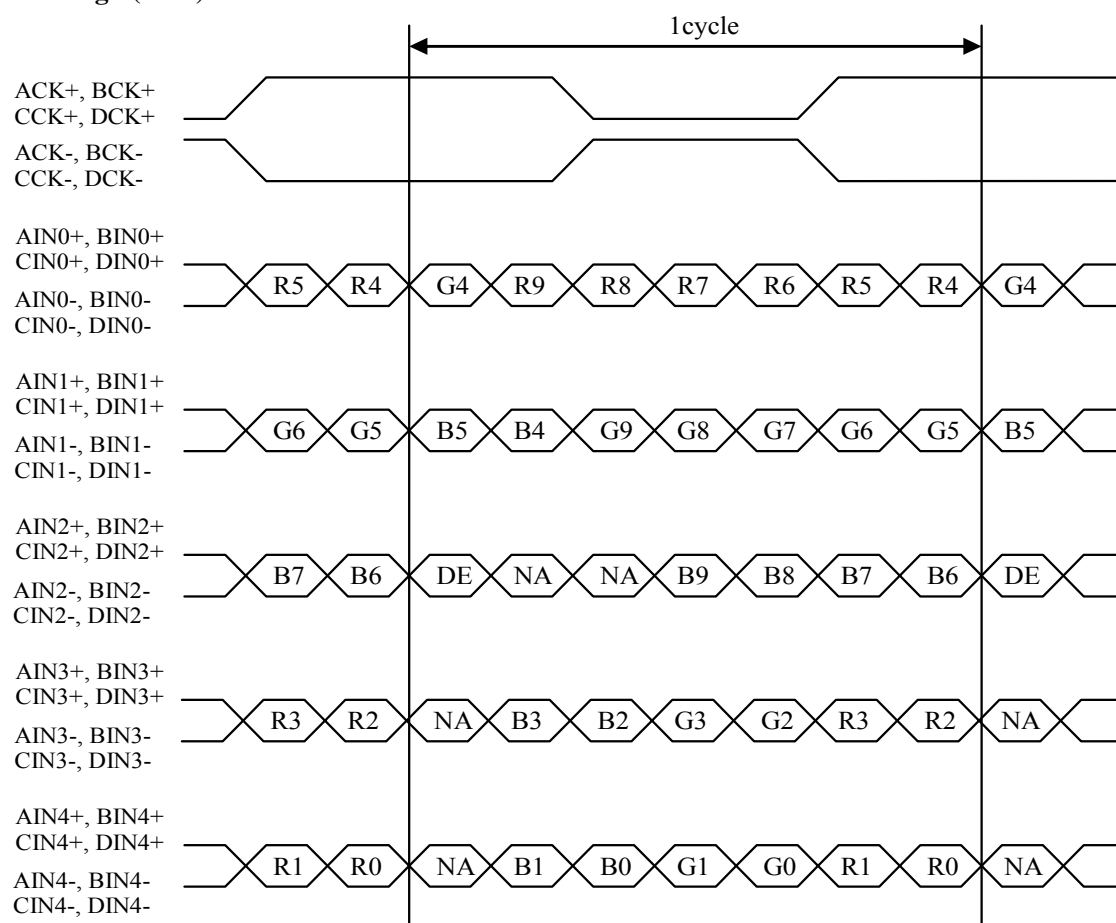 1cycle
ACK+, BCK+
CCK+, DCK+
ACK-, BCK-
CCK-, DCK-
AIN0+, BIN0+
CIN0+, DIN0+
R5 R4 G4 R9 R8 R7 R6 R5 R4 G4
AIN0-, BIN0-
CIN0-, DIN0-
AIN1+, BIN1+
CIN1+, DIN1+
G6 G5 B5 B4 G9 G8 G7 G6 G5 B5
AIN1-, BIN1-
CIN1-, DIN1-
AIN2+, BIN2+
CIN2+, DIN2+
B7 B6 DE NA NA B9 B8 B7 B6 DE
AIN2-, BIN2-
CIN2-, DIN2-
AIN3+, BIN3+
CIN3+, DIN3+
R3 R2 NA B3 B2 G3 G2 R3 R2 NA
AIN3-, BIN3-
CIN3-, DIN3-
AIN4+, BIN4+
CIN4+, DIN4+
R1 R0 NA B1 B0 G1 G0 R1 R0 NA
AIN4-, BIN4-
CIN4-, DIN4-